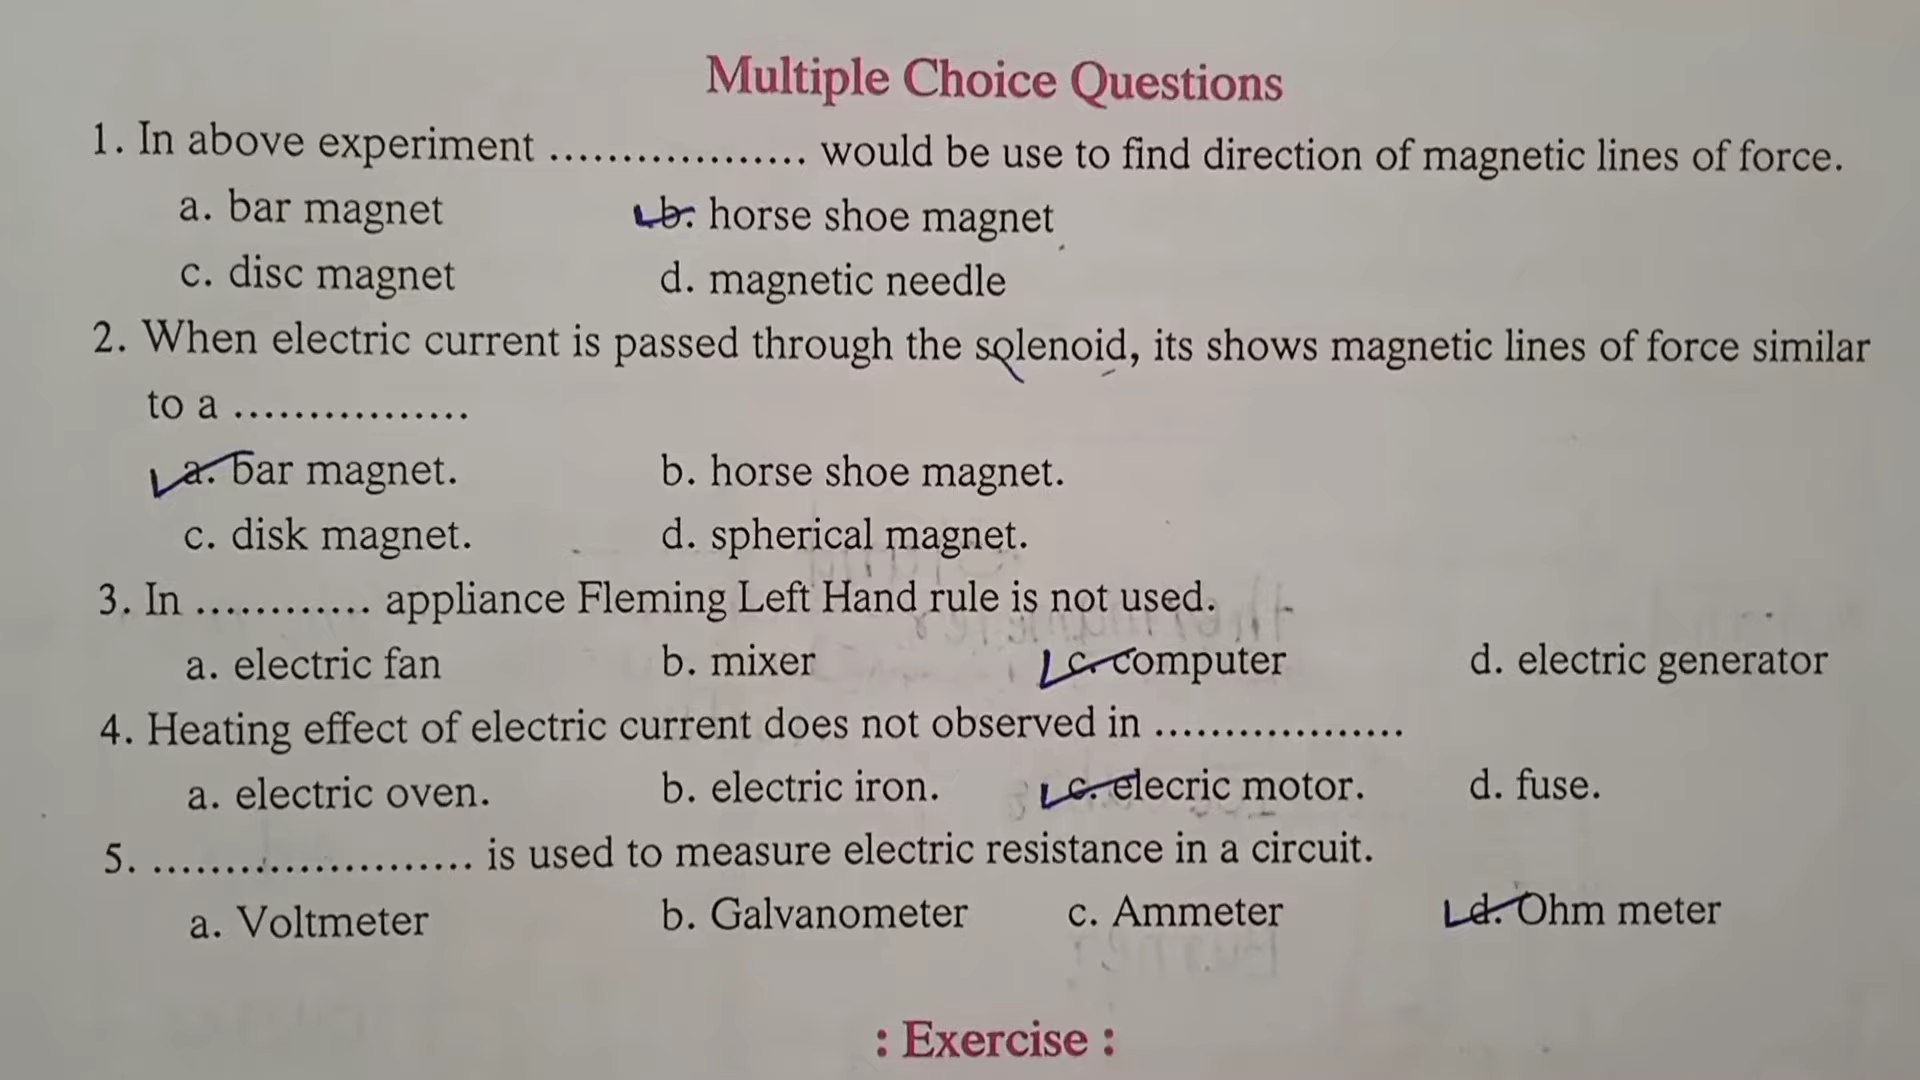 Multiple Choice Questions
1. In above experiment .................. would be use to find direction of magnetic lines of force.
a. bar magnet b. horse shoe magnet
c. disc magnet d. magnetic needle
2. When electric current is passed through the solenoid, its shows magnetic lines of force similar
to a ................
a. bar magnet. b. horse shoe magnet.
c. disk magnet. d. spherical magnet.
3. In ............ appliance Fleming Left Hand rule is not used.
a. electric fan b. mixer c. computer d. electric generator
4. Heating effect of electric current does not observed in ..................
a. electric oven. b. electric iron. c. elecric motor. d. fuse.
5. ...................... is used to measure electric resistance in a circuit.
a. Voltmeter b. Galvanometer c. Ammeter d. Ohm meter
: Exercise :